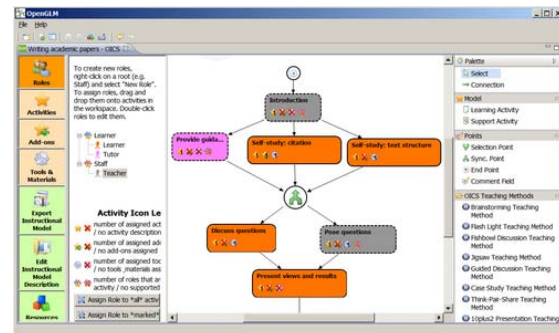 OpenGLM
File Help
Writing academic papers - OICS
Roles
Activities
Add-ons
Tools &
Materials
Export
Instructional
Model
Edit
Instructional
Model
Description
Resources
To create new roles,
right-click on a root (e.g.
Staff) and select "New Role".
To assign roles, drag and
drop them onto activities in
the workspace. Double-click
roles to edit them.
Learner
Learner
Tutor
Staff
Teacher
Activity Icon Le
number of assigned act
/ no activity description
number of assigned add
/ no add-ons assigned
number of assigned too
/ no tools ,materials ass
number of roles that ar
activity / no supported
Assign Role to *all* activ
Assign Role to *marked*
Introduction
Provide guida...
Self-study: citation
Self-study: text structure
Discuss questions
Pose questions
Present views and results
Palette
Select
Connection
Model
Learning Activity
Support Activity
Points
Selection Point
Sync. Point
End Point
Comment Field
OICS Teaching Methods
Brainstorming Teaching
Method
Flash Light Teaching Method
Fishbowl Discussion Teaching
Method
Jigsaw Teaching Method
Guided Discussion Teaching
Method
Case Study Teaching Method
Think-Pair-Share Teaching
Method
10plus2 Presentation Teaching